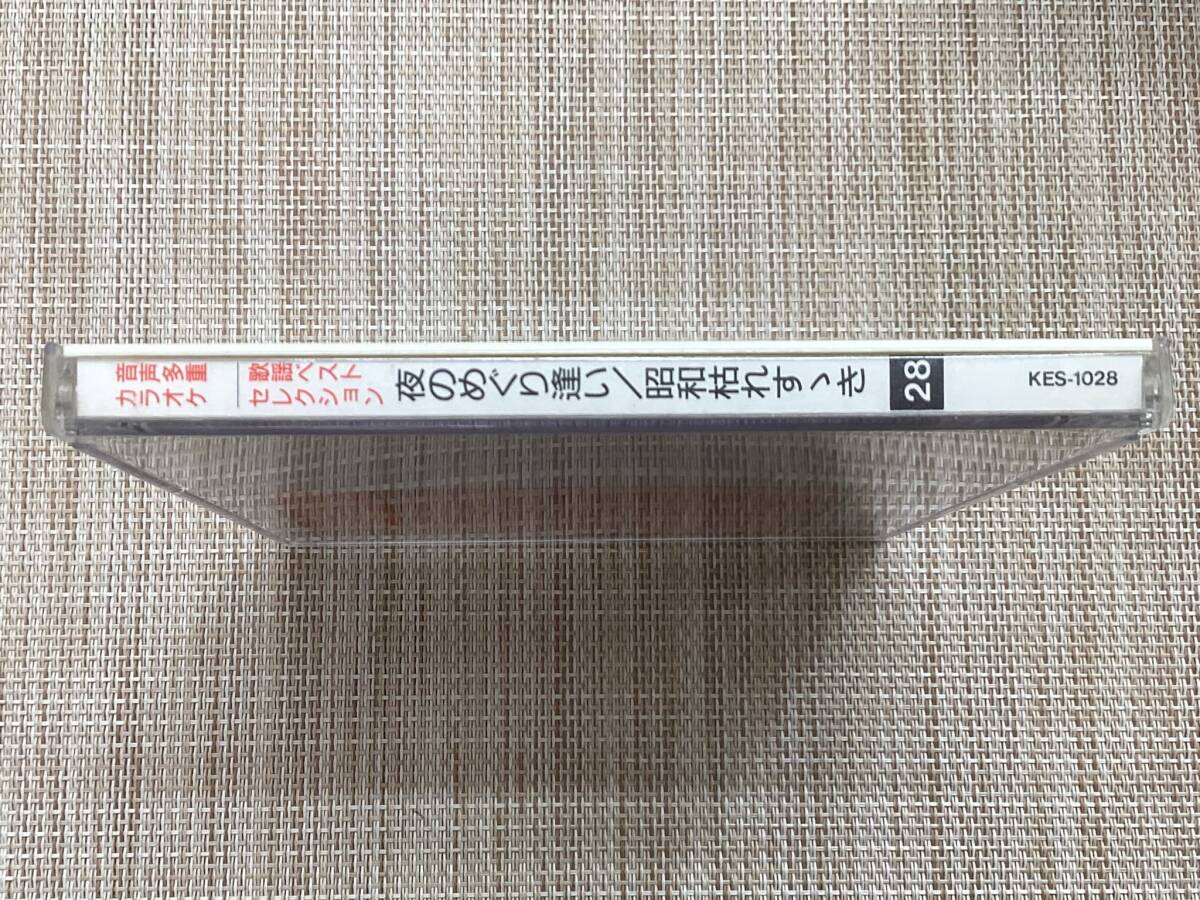 音声多重
カラオケ
歌謡ベスト
セレクション
夜のめぐり逢い/昭和枯れすゝき
28
KES-1028